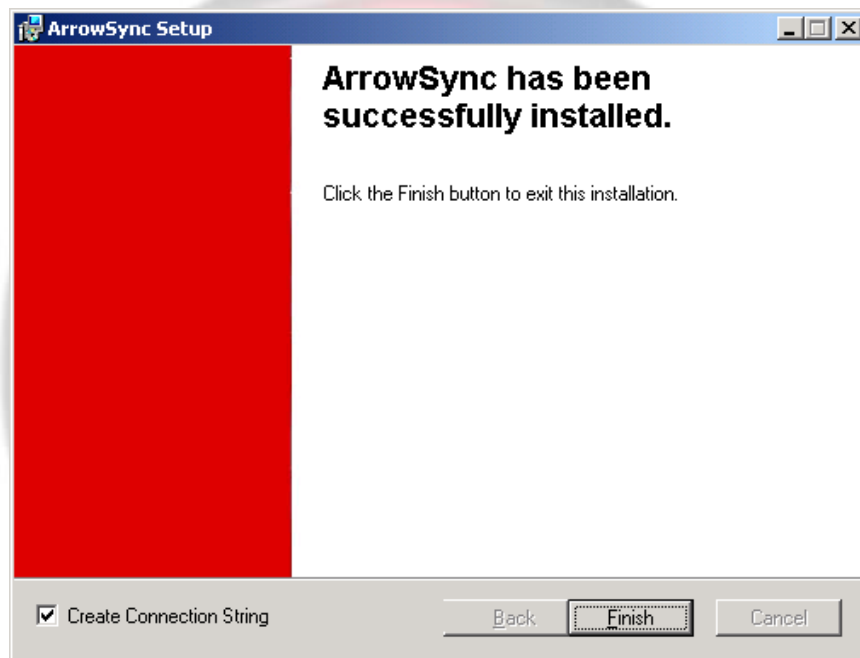 ArrowSync Setup
ArrowSync has been
successfully installed.
Click the Finish button to exit this installation.
Create Connection String
Back
Finish
Cancel